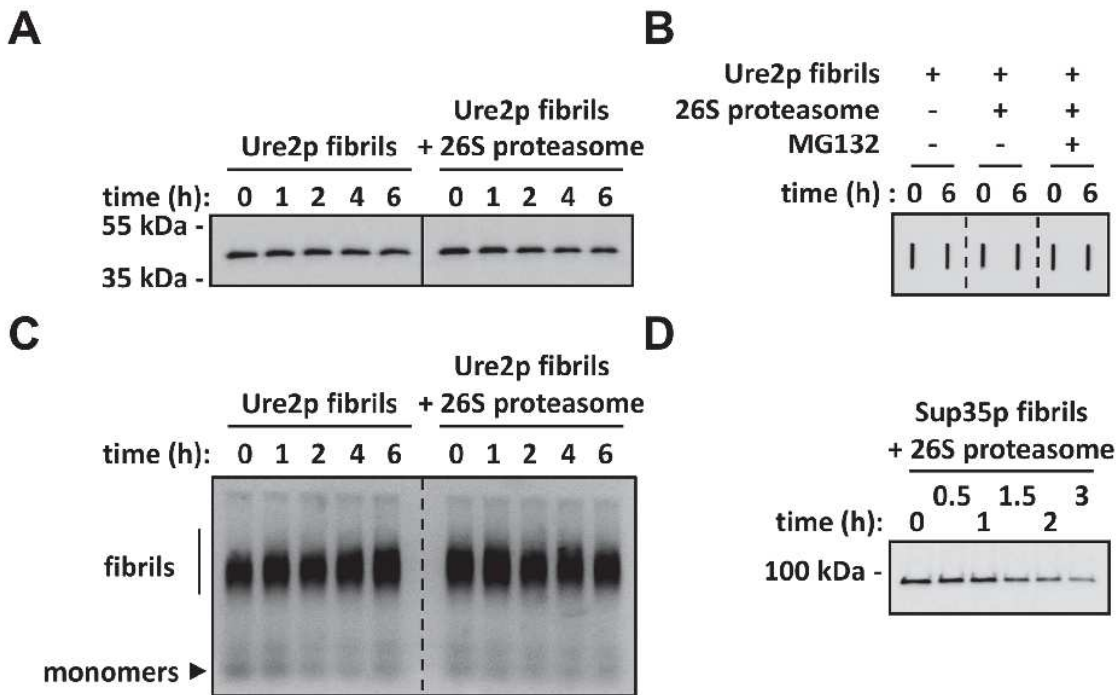 A
Ure2p fibrils
Ure2p fibrils
+ 26S proteasome
time (h): 0 1 2 4 6 0 1 2 4 6
55 kDa -
35 kDa -
B
Ure2p fibrils + + +
26S proteasome - + +
MG132 - - +
time (h) : 0 6 0 6 0 6
C
Ure2p fibrils
Ure2p fibrils
+ 26S proteasome
time (h): 0 1 2 4 6 0 1 2 4 6
fibrils
monomers ►
D
Sup35p fibrils
+ 26S proteasome
0.5 1.5 3
time (h): 0 1 2
100 kDa -